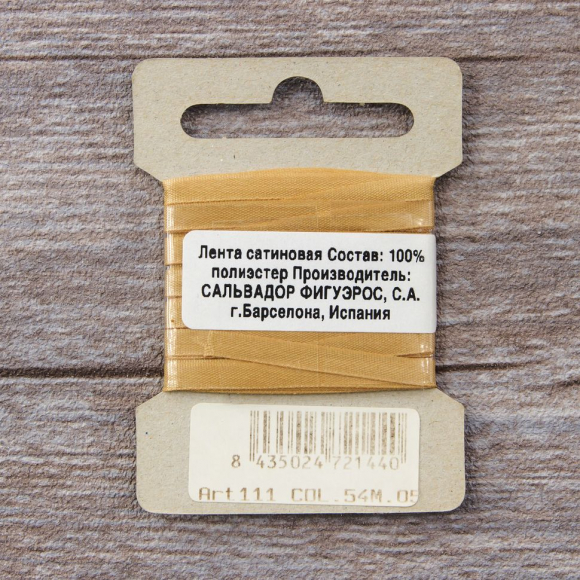 Лента сатиновая Состав: 100%
полиэстер Производитель:
САЛЬВАДОР ФИГУЭРОС, С.А.
г.Барселона, Испания
8 435024 721440
Art111 COL.54M.05